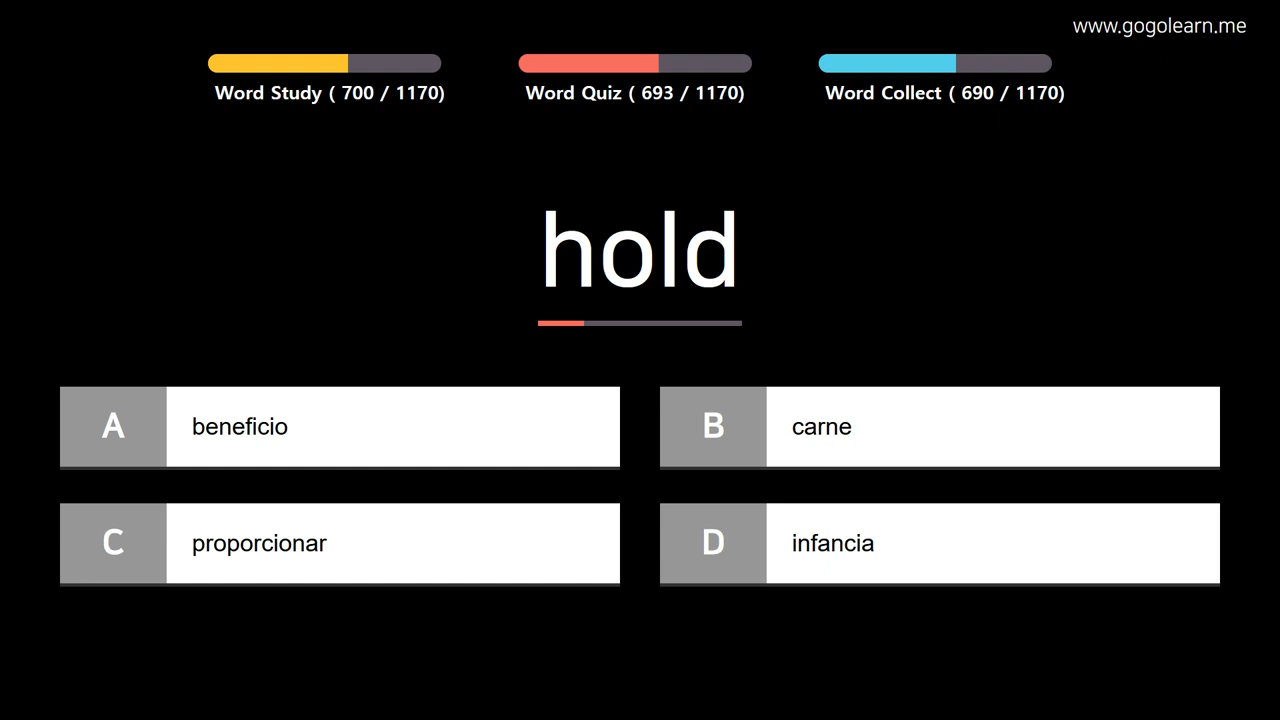 www.gogolearn.me
Word Study ( 700 / 1170)
Word Quiz ( 693 / 1170)
Word Collect ( 690 / 1170)
hold
A beneficio
B carne
C proporcionar
D infancia